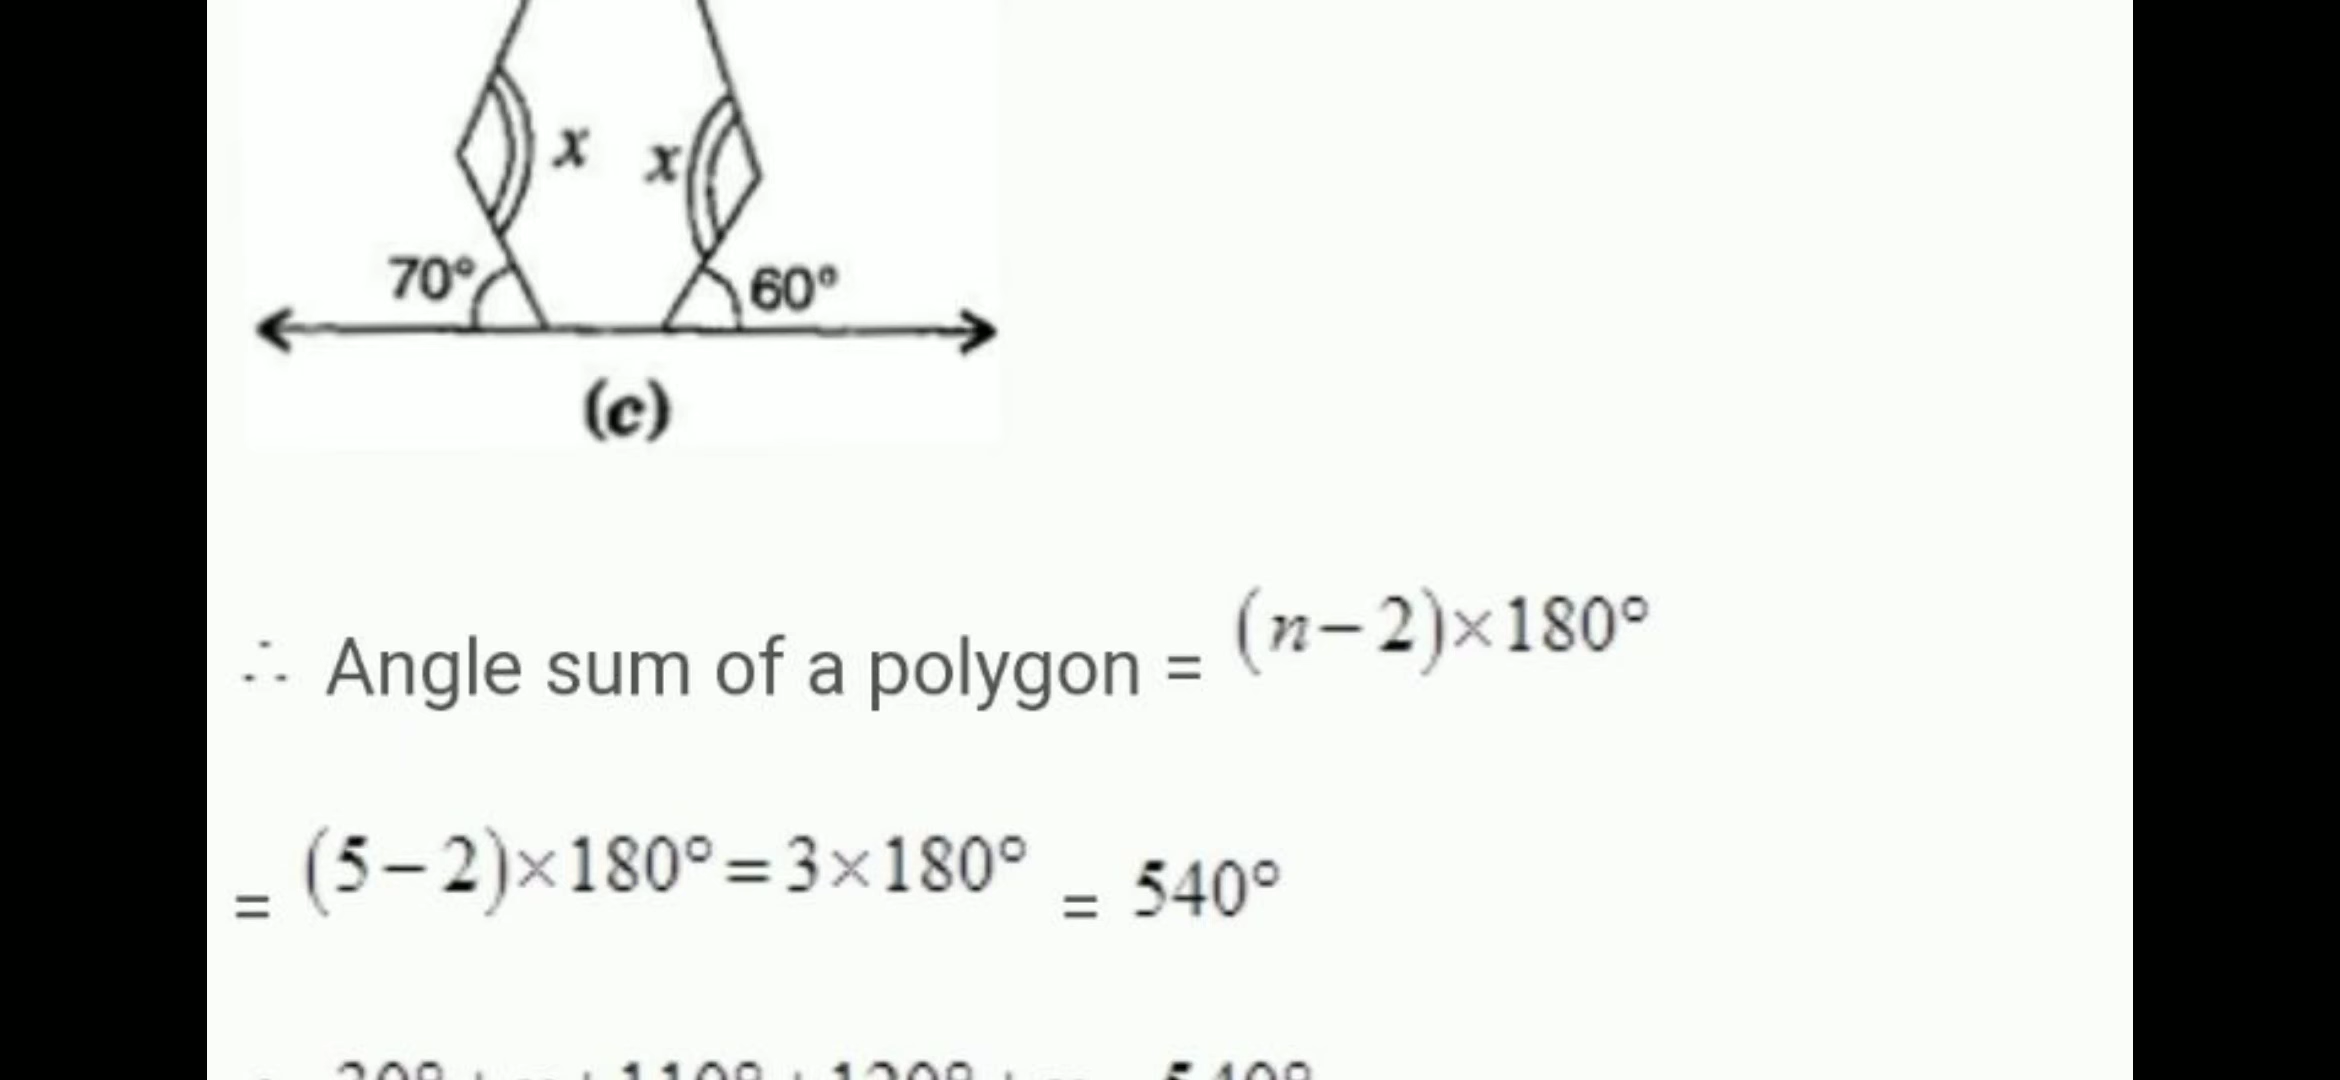 x x
70° 60°
(c)
∴ Angle sum of a polygon = (n−2)×180°
= (5−2)×180°=3×180° = 540°